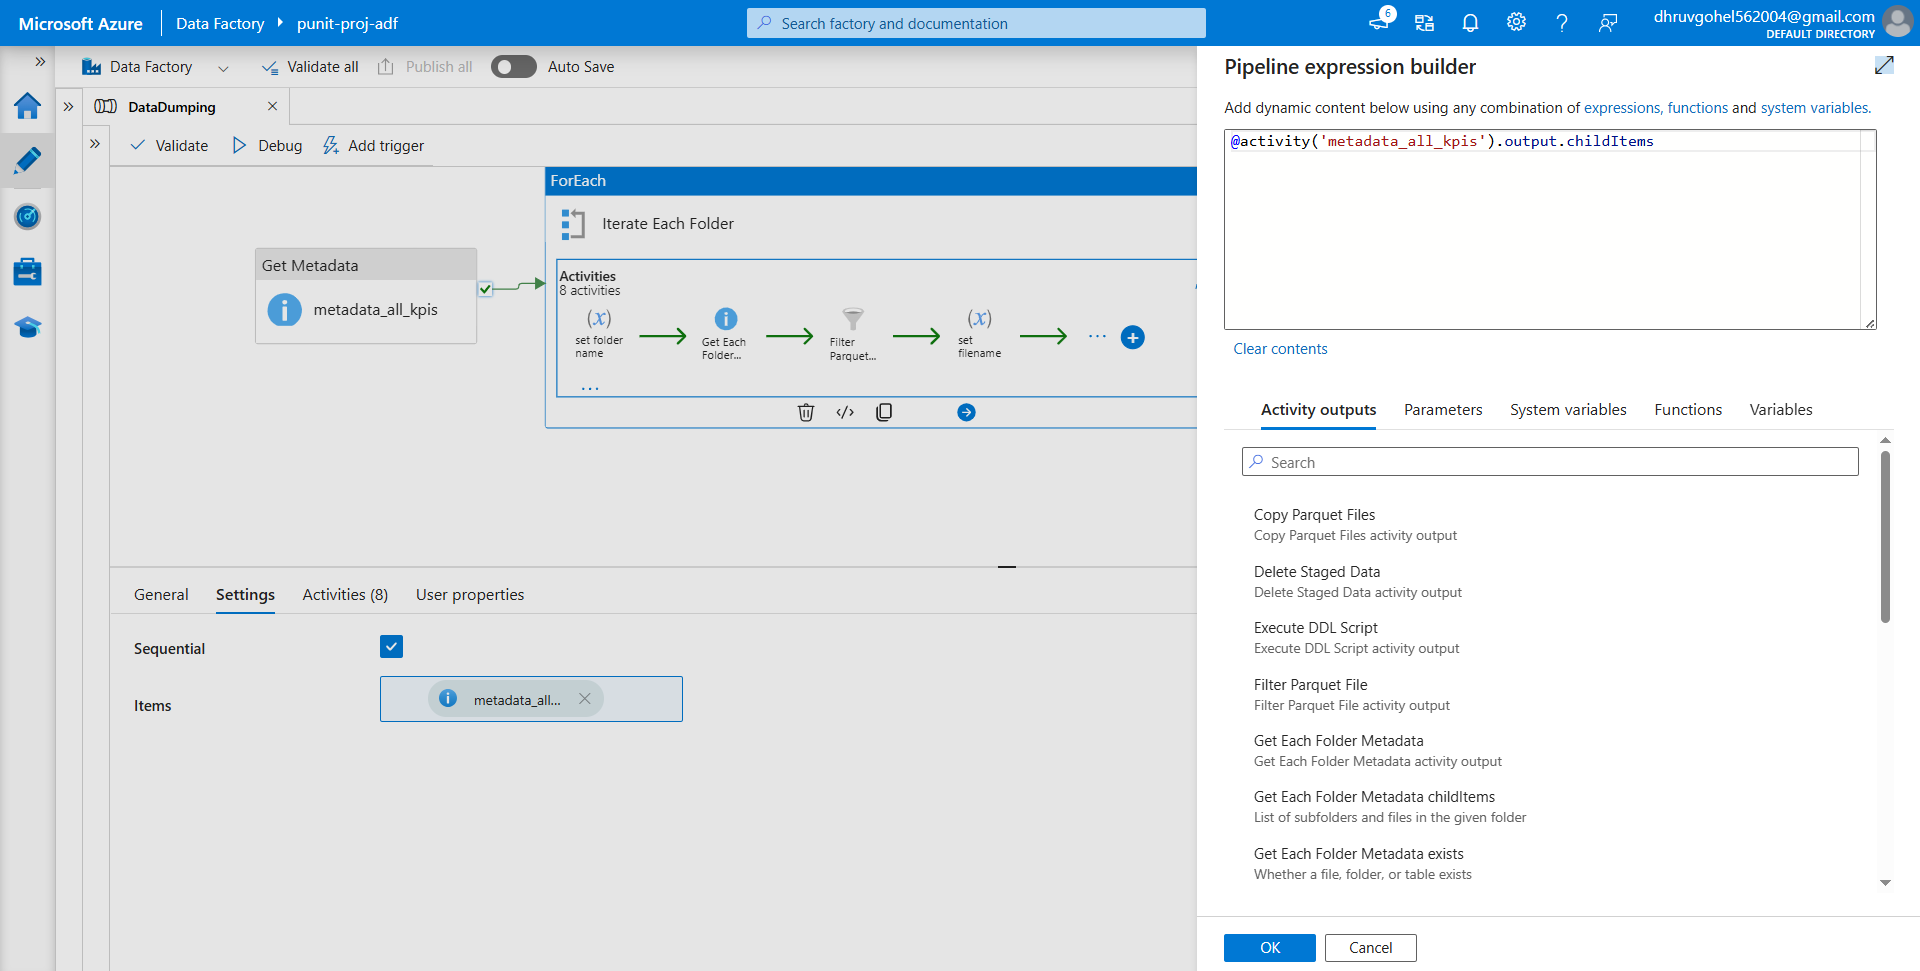 Microsoft Azure
Data Factory
punit-proj-adf
Search factory and documentation
6
dhruvgohel562004@gmail.com
DEFAULT DIRECTORY
Data Factory
Validate all
Publish all
Auto Save
DataDumping
Validate
Debug
Add trigger
Get Metadata
metadata_all_kpis
ForEach
Iterate Each Folder
Activities
8 activities
(x)
set folder
name
Get Each
Folder...
Filter
Parquet...
(x)
set
filename
...
...
General
Settings
Activities (8)
User properties
Sequential
Items
metadata_all...
Pipeline expression builder
Add dynamic content below using any combination of expressions, functions and system variables.
@activity('metadata_all_kpis').output.childItems
Clear contents
Activity outputs
Parameters
System variables
Functions
Variables
Search
Copy Parquet Files
Copy Parquet Files activity output
Delete Staged Data
Delete Staged Data activity output
Execute DDL Script
Execute DDL Script activity output
Filter Parquet File
Filter Parquet File activity output
Get Each Folder Metadata
Get Each Folder Metadata activity output
Get Each Folder Metadata childItems
List of subfolders and files in the given folder
Get Each Folder Metadata exists
Whether a file, folder, or table exists
OK
Cancel